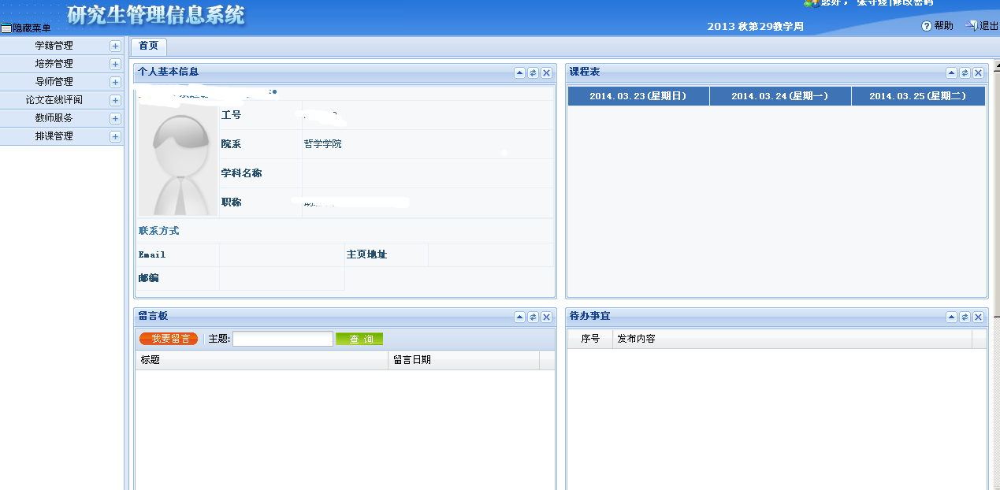 您好，
修改密码
研究生管理信息系统
隐藏菜单
2013 秋第29教学周
帮助
退出
学籍管理
培养管理
导师管理
论文在线评阅
教师服务
排课管理
首页
个人基本信息
工号
院系 哲学学院
学科名称
职称
联系方式
Email 主页地址
邮编
课程表
2014.03.23(星期日) 2014.03.24(星期一) 2014.03.25(星期二)
留言板
我要留言 主题: 查 询
标题 留言日期
待办事宜
序号 发布内容